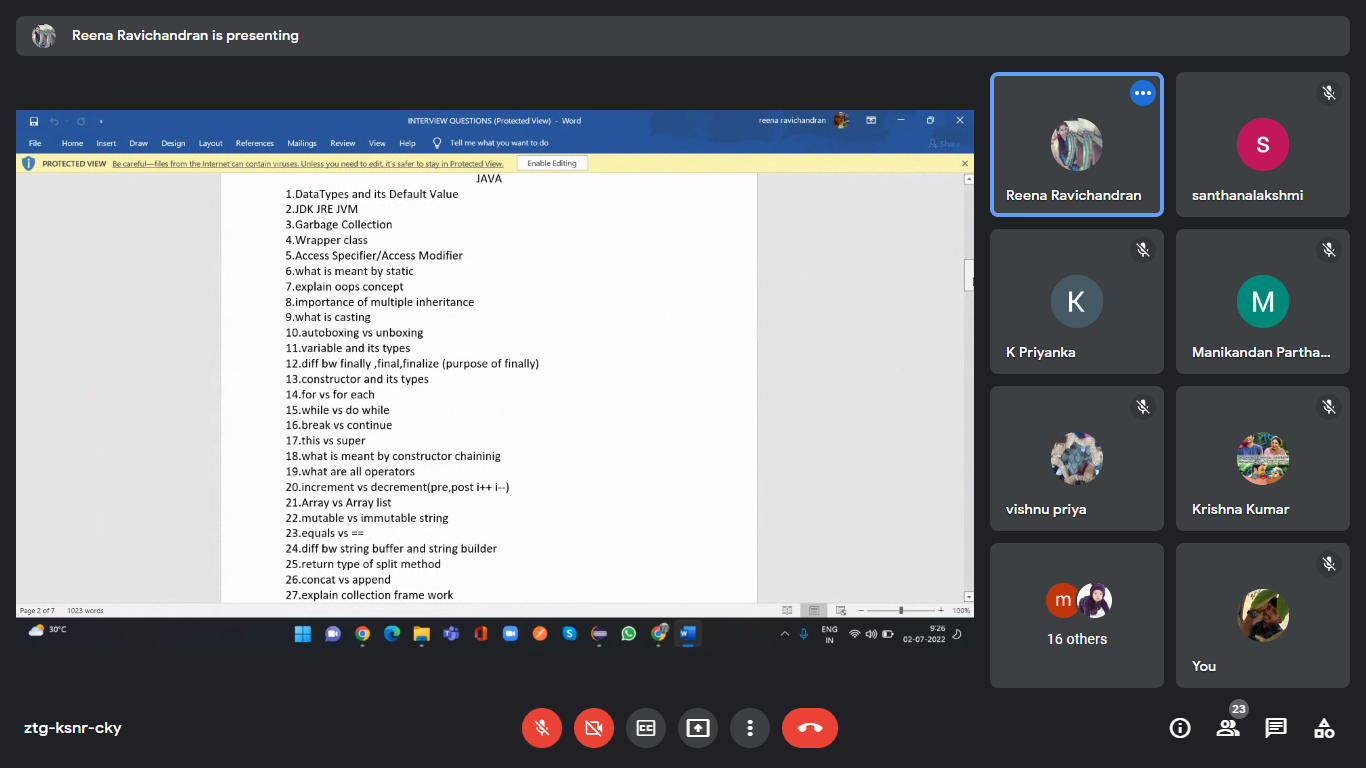 Reena Ravichandran is presenting
INTERVIEW QUESTIONS (Protected View) - Word
reena ravichandran
File Home Insert Draw Design Layout References Mailings Review View Help Tell me what you want to do Share
PROTECTED VIEW Be careful—files from the Internet can contain viruses. Unless you need to edit, it's safer to stay in Protected View. Enable Editing
JAVA
1.DataTypes and its Default Value
2.JDK JRE JVM
3.Garbage Collection
4.Wrapper class
5.Access Specifier/Access Modifier
6.what is meant by static
7.explain oops concept
8.importance of multiple inheritance
9.what is casting
10.autoboxing vs unboxing
11.variable and its types
12.diff bw finally ,final,finalize (purpose of finally)
13.constructor and its types
14.for vs for each
15.while vs do while
16.break vs continue
17.this vs super
18.what is meant by constructor chaininig
19.what are all operators
20.increment vs decrement(pre,post i++ i--)
21.Array vs Array list
22.mutable vs immutable string
23.equals vs ==
24.diff bw string buffer and string builder
25.return type of split method
26.concat vs append
27.explain collection frame work
Page 2 of 7 1023 words
100%
30°C
ENG
IN
9:26
02-07-2022
Reena Ravichandran
S
santhanalakshmi
K
K Priyanka
M
Manikandan Partha...
vishnu priya
Krishna Kumar
m
16 others
You
ztg-ksnr-cky
CC
23